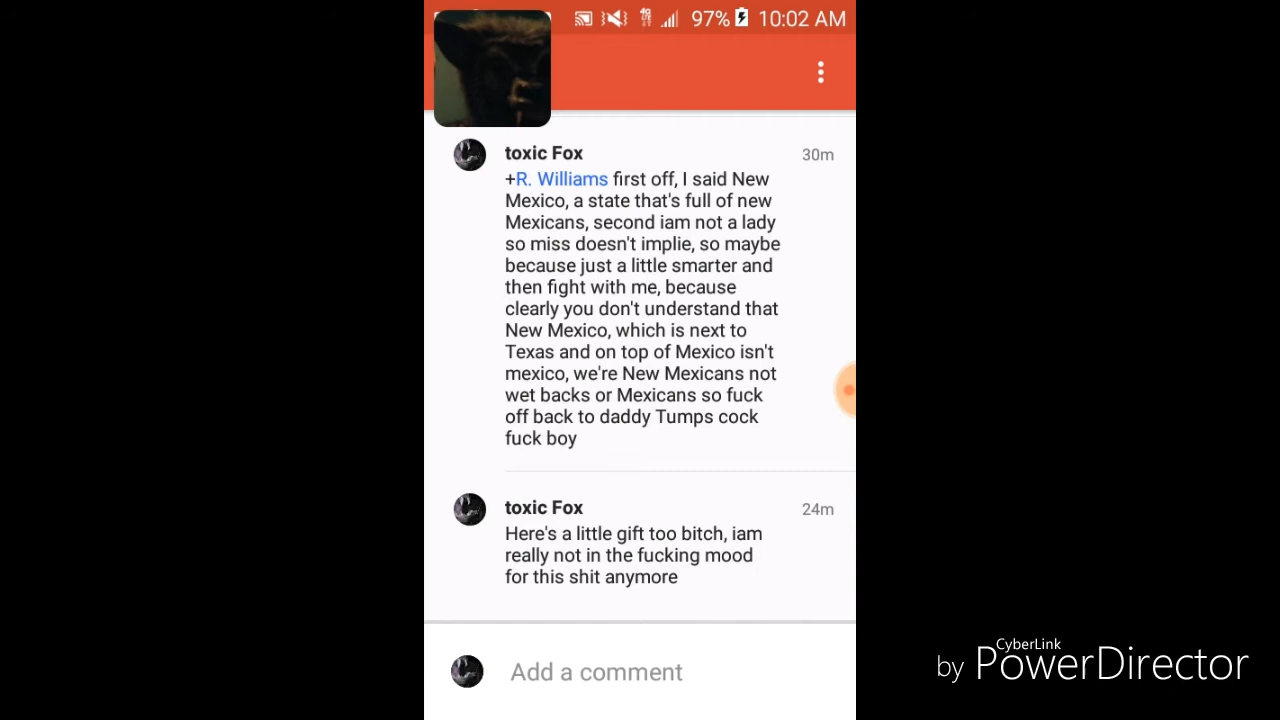 4G
97%
10:02 AM
toxic Fox
30m
+R. Williams first off, I said New
Mexico, a state that's full of new
Mexicans, second iam not a lady
so miss doesn't implie, so maybe
because just a little smarter and
then fight with me, because
clearly you don't understand that
New Mexico, which is next to
Texas and on top of Mexico isn't
mexico, we're New Mexicans not
wet backs or Mexicans so fuck
off back to daddy Tumps cock
fuck boy
toxic Fox
24m
Here's a little gift too bitch, iam
really not in the fucking mood
for this shit anymore
Add a comment
CyberLink
by PowerDirector